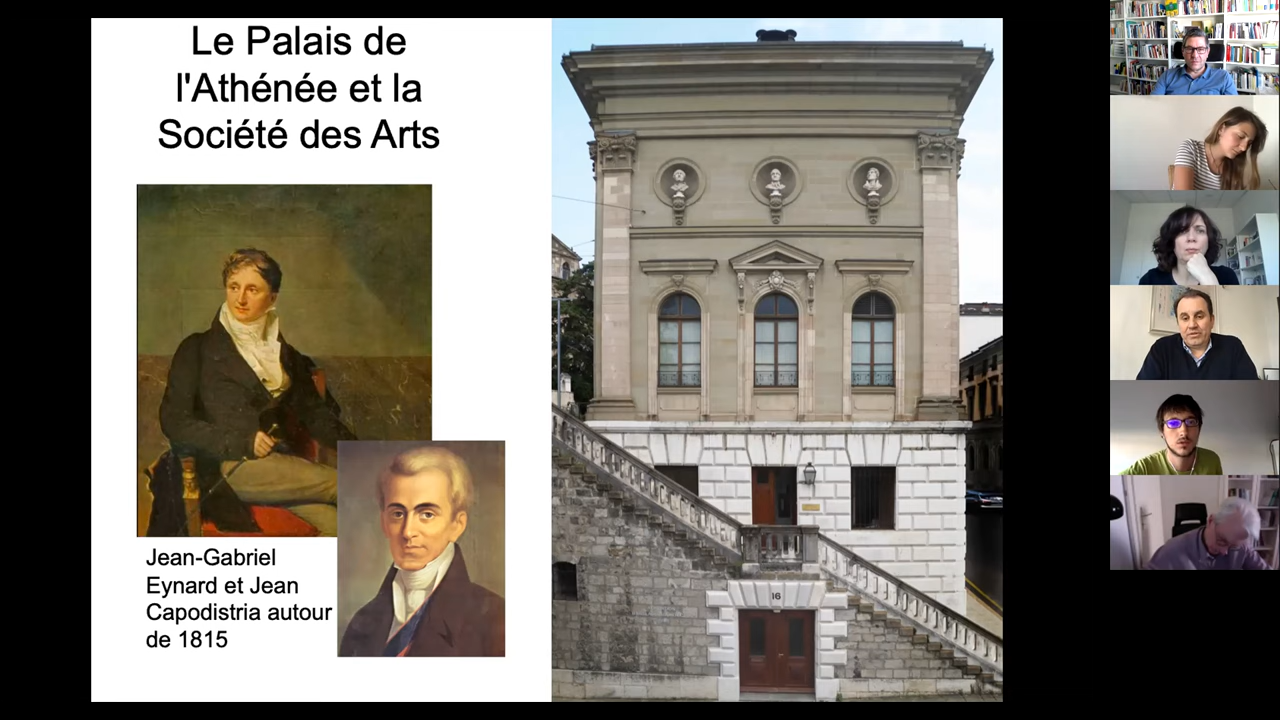 Le Palais de
l'Athénée et la
Société des Arts
Jean-Gabriel
Eynard et Jean
Capodistria autour
de 1815
16